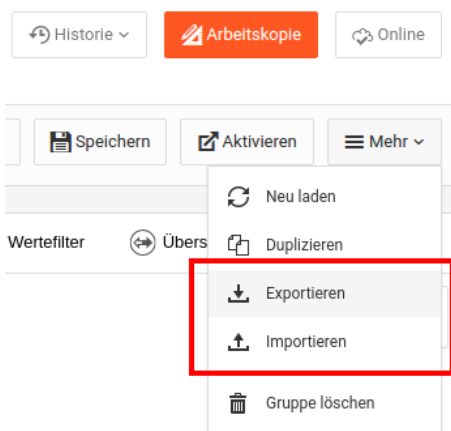 Historie
Arbeitskopie
Online
Speichern
Aktivieren
Mehr
Neu laden
Wertefilter
Übers
Duplizieren
Exportieren
Importieren
Gruppe löschen